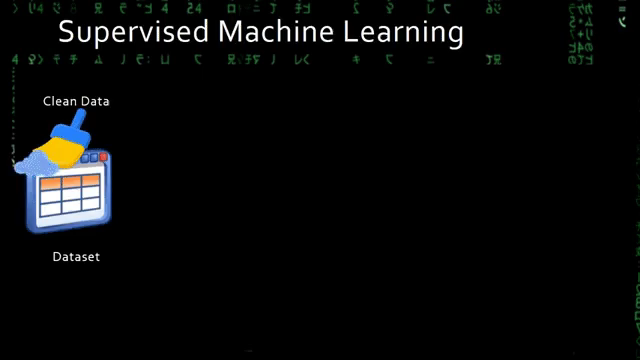 Supervised Machine Learning
Clean Data
Dataset